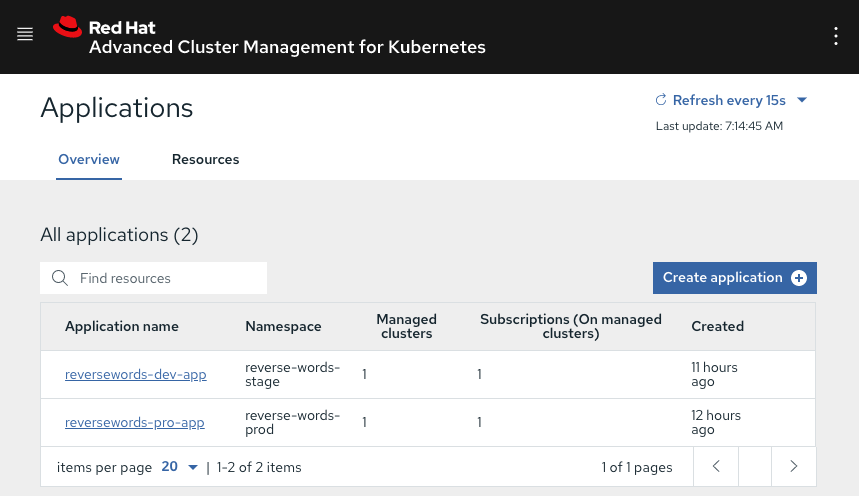 Red Hat
Advanced Cluster Management for Kubernetes
Applications
Refresh every 15s
Last update: 7:14:45 AM
Overview Resources
All applications (2)
Find resources
Create application
Application name Namespace Managed clusters Subscriptions (On managed clusters) Created
reversewords-dev-app reverse-words-stage 1 1 11 hours ago
reversewords-pro-app reverse-words-prod 1 1 12 hours ago
items per page 20 | 1-2 of 2 items 1 of 1 pages